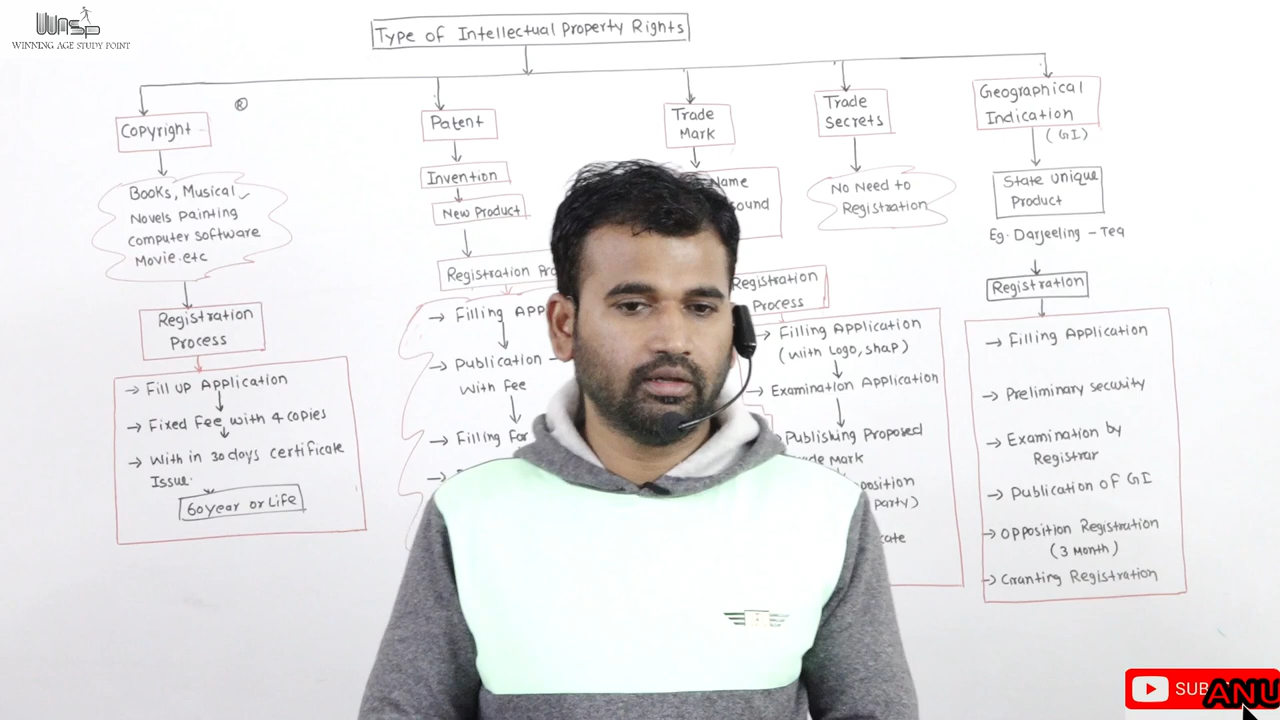 WASP
WINNING AGE STUDY POINT
Type of Intellectual Property Rights
®
Copyright
Books, Musical
Novels painting
computer software
Movie.etc
Registration
Process
→ Fill up Application
→ Fixed Fee with 4 copies
→ With in 30 days certificate
Issue.
60 year or Life
Patent
Invention
New Product
Registration
→ Filling
→ Publication
With Fee
→ Filling
Trade
Mark
Name
Registration
Process
→ Filling Application
(with Logo, shap)
→ Examination Application
Publishing Proposed
Mark
party)
Trade
Secrets
No Need to
Registration
Geographical
Indication
(GI)
State unique
Product
Eg. Darjeeling - Tea
Registration
→ Filling Application
→ Preliminary security
→ Examination by
Registrar
→ Publication of GI
→ Opposition Registration
(3 Month)
→ Granting Registration
ANU